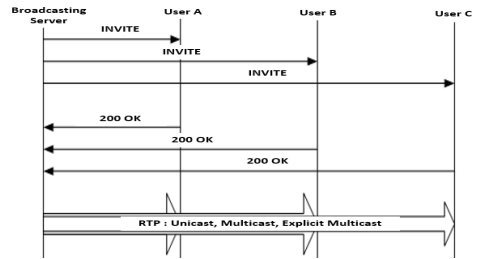 Broadcasting
Server
User A
User B
User C
INVITE
INVITE
INVITE
200 OK
200 OK
200 OK
RTP : Unicast, Multicast, Explicit Multicast